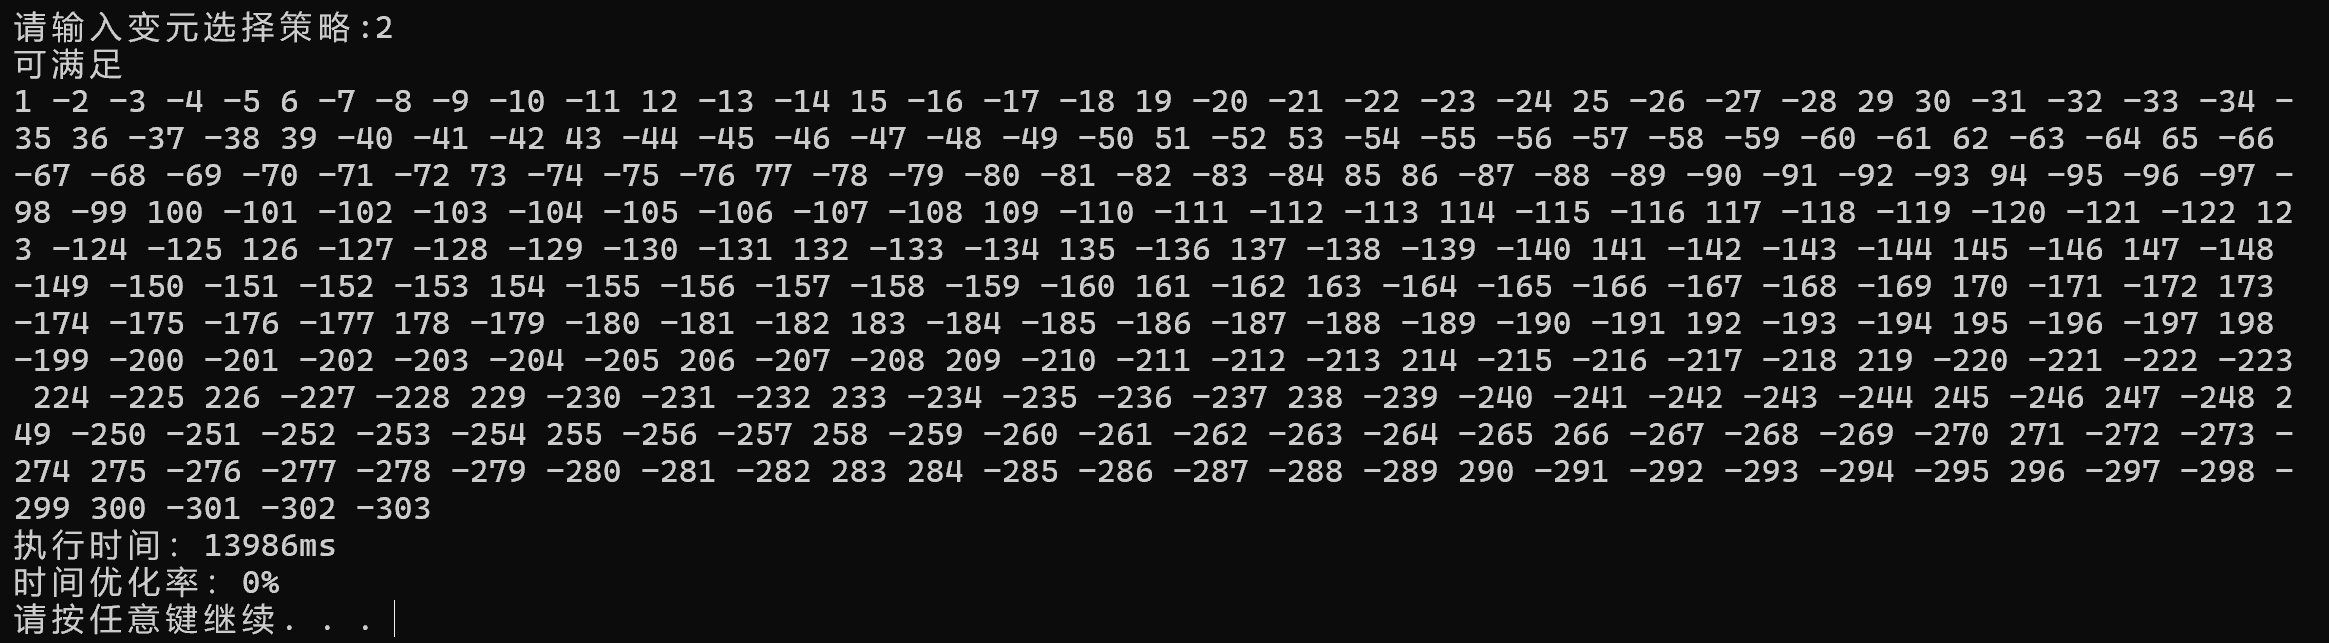 请输入变元选择策略:2
可满足
1 -2 -3 -4 -5 6 -7 -8 -9 -10 -11 12 -13 -14 15 -16 -17 -18 19 -20 -21 -22 -23 -24 25 -26 -27 -28 29 30 -31 -32 -33 -34 -
35 36 -37 -38 39 -40 -41 -42 43 -44 -45 -46 -47 -48 -49 -50 51 -52 53 -54 -55 -56 -57 -58 -59 -60 -61 62 -63 -64 65 -66
-67 -68 -69 -70 -71 -72 73 -74 -75 -76 77 -78 -79 -80 -81 -82 -83 -84 85 86 -87 -88 -89 -90 -91 -92 -93 94 -95 -96 -97 -
98 -99 100 -101 -102 -103 -104 -105 -106 -107 -108 109 -110 -111 -112 -113 114 -115 -116 117 -118 -119 -120 -121 -122 12
3 -124 -125 126 -127 -128 -129 -130 -131 132 -133 -134 135 -136 137 -138 -139 -140 141 -142 -143 -144 145 -146 147 -148
-149 -150 -151 -152 -153 154 -155 -156 -157 -158 -159 -160 161 -162 163 -164 -165 -166 -167 -168 -169 170 -171 -172 173
-174 -175 -176 -177 178 -179 -180 -181 -182 183 -184 -185 -186 -187 -188 -189 -190 -191 192 -193 -194 195 -196 -197 198
-199 -200 -201 -202 -203 -204 -205 206 -207 -208 209 -210 -211 -212 -213 214 -215 -216 -217 -218 219 -220 -221 -222 -223
224 -225 226 -227 -228 229 -230 -231 -232 233 -234 -235 -236 -237 238 -239 -240 -241 -242 -243 -244 245 -246 247 -248 2
49 -250 -251 -252 -253 -254 255 -256 -257 258 -259 -260 -261 -262 -263 -264 -265 266 -267 -268 -269 -270 271 -272 -273 -
274 275 -276 -277 -278 -279 -280 -281 -282 283 284 -285 -286 -287 -288 -289 290 -291 -292 -293 -294 -295 296 -297 -298 -
299 300 -301 -302 -303
执行时间: 13986ms
时间优化率: 0%
请按任意键继续. . .